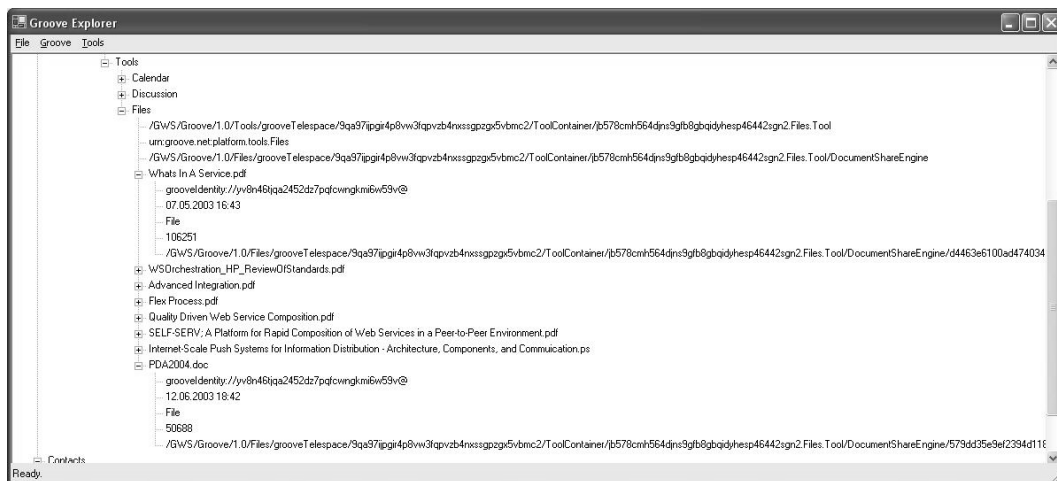 Groove Explorer
File Groove Tools
Tools
Calendar
Discussion
Files
/GWS/Groove/1.0/Tools/grooveTelespace/9qa97ijpgir4p8vw3fqpvzb4nxssgpzgx5vbmc2/ToolContainer/jb578cmh564djns9gfb8gbqidyhesp46442sgn2.Files.Tool
urn:groove.net:platform.tools.Files
/GWS/Groove/1.0/Files/grooveTelespace/9qa97ijpgir4p8vw3fqpvzb4nxssgpzgx5vbmc2/ToolContainer/jb578cmh564djns9gfb8gbqidyhesp46442sgn2.Files.Tool/DocumentShareEngine
Whats In A Service.pdf
grooveIdentity://yv8n46tjqa2452dz7pqfcwngkmi6w59v@
07.05.2003 16:43
File
106251
/GWS/Groove/1.0/Files/grooveTelespace/9qa97ijpgir4p8vw3fqpvzb4nxssgpzgx5vbmc2/ToolContainer/jb578cmh564djns9gfb8gbqidyhesp46442sgn2.Files.Tool/DocumentShareEngine/d4463e6100ad474034
WSOrchestration_HP_ReviewOfStandards.pdf
Advanced Integration.pdf
Flex Process.pdf
Quality Driven Web Service Composition.pdf
SELF-SERV; A Platform for Rapid Composition of Web Services in a Peer-to-Peer Environment.pdf
Internet-Scale Push Systems for Information Distribution - Architecture, Components, and Commuication.ps
PDA2004.doc
grooveIdentity://yv8n46tjqa2452dz7pqfcwngkmi6w59v@
12.06.2003 18:42
File
50688
/GWS/Groove/1.0/Files/grooveTelespace/9qa97ijpgir4p8vw3fqpvzb4nxssgpzgx5vbmc2/ToolContainer/jb578cmh564djns9gfb8gbqidyhesp46442sgn2.Files.Tool/DocumentShareEngine/579dd35e9ef2394d118
Contacts
Ready.